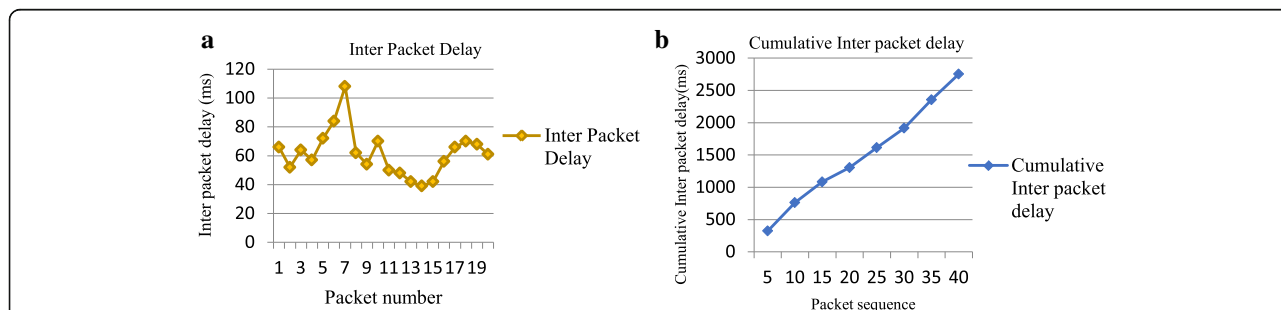 a
Inter Packet Delay
Inter packet delay (ms)
120
100
80
60
40
20
0
1 3 5 7 9 11 13 15 17 19
Packet number
Inter Packet
Delay
b
Cumulative Inter packet delay
Cumulative Inter packet delay(ms)
3000
2500
2000
1500
1000
500
0
5 10 15 20 25 30 35 40
Packet sequence
Cumulative
Inter packet
delay